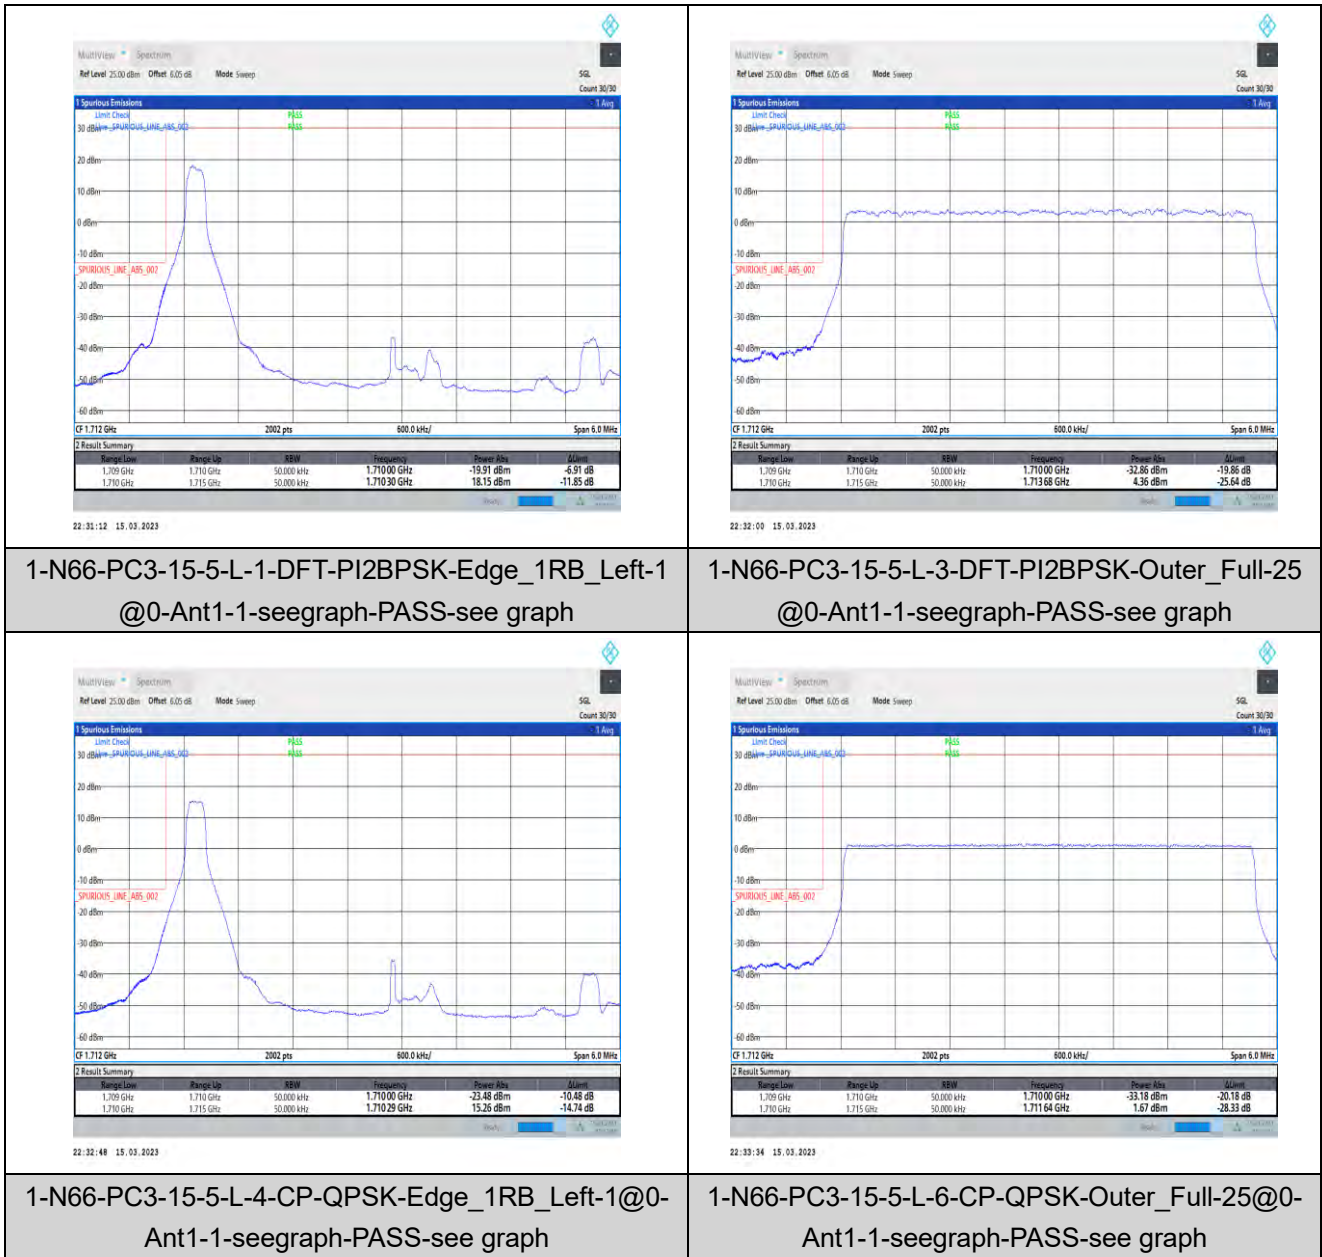 MultiView Spectrum
Ref Level 25.00 dBm Offset 6.05 dB Mode Sweep SGL
Count 30/30
1 Spurious Emissions 1 Avg
Limit Check PASS
30 dBm Line _SPURIOUS_LINE_ABS_002 PASS
20 dBm
10 dBm
0 dBm
-10 dBm
_SPURIOUS_LINE_ABS_002
-20 dBm
-30 dBm
-40 dBm
-50 dBm
-60 dBm
CF 1.712 GHz 2002 pts 600.0 kHz/ Span 6.0 MHz
2 Result Summary
Range Low Range Up RBW Frequency Power Abs ΔLimit
1.709 GHz 1.710 GHz 50.000 kHz 1.71000 GHz -19.91 dBm -6.91 dB
1.710 GHz 1.715 GHz 50.000 kHz 1.71030 GHz 18.15 dBm -11.85 dB
22:31:12 15.03.2023
MultiView Spectrum
Ref Level 25.00 dBm Offset 6.05 dB Mode Sweep SGL
Count 30/30
1 Spurious Emissions 1 Avg
Limit Check PASS
30 dBm Line _SPURIOUS_LINE_ABS_002 PASS
20 dBm
10 dBm
0 dBm
-10 dBm
_SPURIOUS_LINE_ABS_002
-20 dBm
-30 dBm
-40 dBm
-50 dBm
-60 dBm
CF 1.712 GHz 2002 pts 600.0 kHz/ Span 6.0 MHz
2 Result Summary
Range Low Range Up RBW Frequency Power Abs ΔLimit
1.709 GHz 1.710 GHz 50.000 kHz 1.71000 GHz -32.86 dBm -19.86 dB
1.710 GHz 1.715 GHz 50.000 kHz 1.71368 GHz 4.36 dBm -25.64 dB
22:32:00 15.03.2023
1-N66-PC3-15-5-L-1-DFT-PI2BPSK-Edge_1RB_Left-1
@0-Ant1-1-seegraph-PASS-see graph
1-N66-PC3-15-5-L-3-DFT-PI2BPSK-Outer_Full-25
@0-Ant1-1-seegraph-PASS-see graph
MultiView Spectrum
Ref Level 25.00 dBm Offset 6.05 dB Mode Sweep SGL
Count 30/30
1 Spurious Emissions 1 Avg
Limit Check PASS
30 dBm Line _SPURIOUS_LINE_ABS_002 PASS
20 dBm
10 dBm
0 dBm
-10 dBm
_SPURIOUS_LINE_ABS_002
-20 dBm
-30 dBm
-40 dBm
-50 dBm
-60 dBm
CF 1.712 GHz 2002 pts 600.0 kHz/ Span 6.0 MHz
2 Result Summary
Range Low Range Up RBW Frequency Power Abs ΔLimit
1.709 GHz 1.710 GHz 50.000 kHz 1.71000 GHz -23.48 dBm -10.48 dB
1.710 GHz 1.715 GHz 50.000 kHz 1.71029 GHz 15.26 dBm -14.74 dB
22:32:48 15.03.2023
MultiView Spectrum
Ref Level 25.00 dBm Offset 6.05 dB Mode Sweep SGL
Count 30/30
1 Spurious Emissions 1 Avg
Limit Check PASS
30 dBm Line _SPURIOUS_LINE_ABS_002 PASS
20 dBm
10 dBm
0 dBm
-10 dBm
_SPURIOUS_LINE_ABS_002
-20 dBm
-30 dBm
-40 dBm
-50 dBm
-60 dBm
CF 1.712 GHz 2002 pts 600.0 kHz/ Span 6.0 MHz
2 Result Summary
Range Low Range Up RBW Frequency Power Abs ΔLimit
1.709 GHz 1.710 GHz 50.000 kHz 1.71000 GHz -33.18 dBm -20.18 dB
1.710 GHz 1.715 GHz 50.000 kHz 1.71164 GHz 1.67 dBm -28.33 dB
22:33:34 15.03.2023
1-N66-PC3-15-5-L-4-CP-QPSK-Edge_1RB_Left-1@0-
Ant1-1-seegraph-PASS-see graph
1-N66-PC3-15-5-L-6-CP-QPSK-Outer_Full-25@0-
Ant1-1-seegraph-PASS-see graph